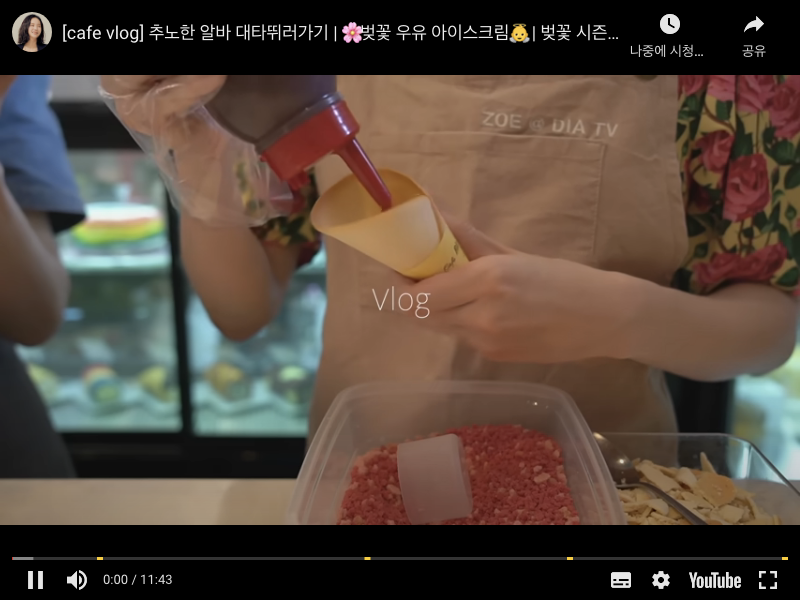 [cafe vlog] 추노한 알바 대타뛰러가기 | 🌸벚꽃 우유 아이스크림👼| 벚꽃 시즌...
나중에 시청...
공유
ZOE @ DIA TV
Vlog
0:00 / 11:43
YouTube